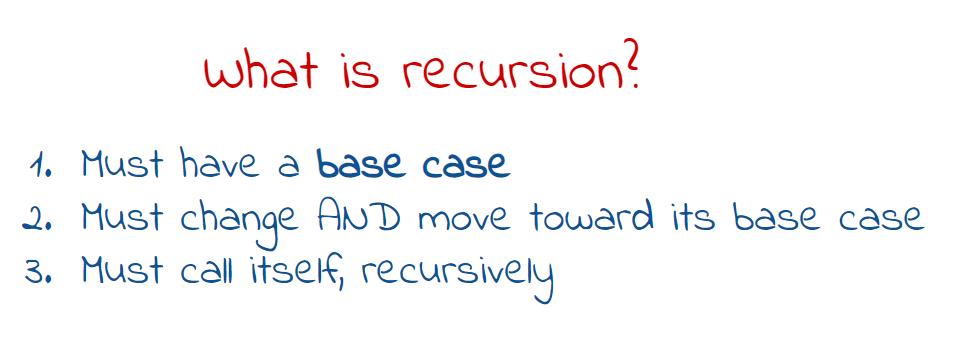 What is recursion?
1. Must have a base case
2. Must change AND move toward its base case
3. Must call itself, recursively